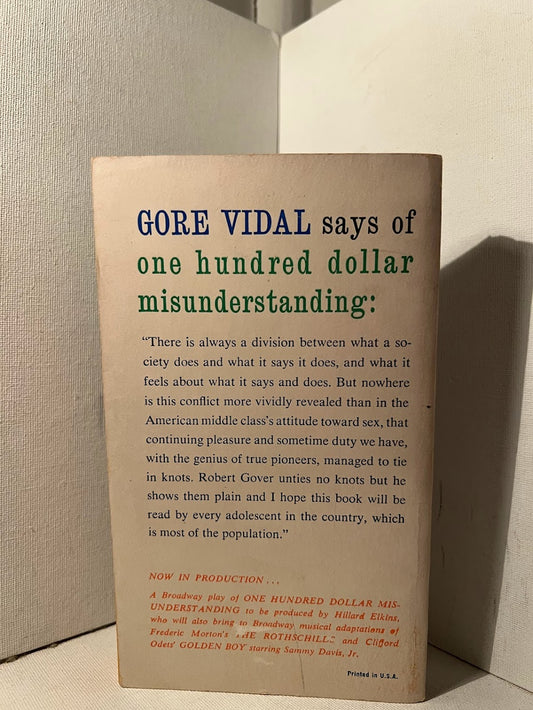 GORE VIDAL says of
one hundred dollar
misunderstanding:
“There is always a division between what a so-
ciety does and what it says it does, and what it
feels about what it says and does. But nowhere
is this conflict more vividly revealed than in the
American middle class's attitude toward sex, that
continuing pleasure and sometime duty we have,
with the genius of true pioneers, managed to tie
in knots. Robert Gover unties no knots but he
shows them plain and I hope this book will be
read by every adolescent in the country, which
is most of the population.”
NOW IN PRODUCTION ...
A Broadway play of ONE HUNDRED DOLLAR MIS-
UNDERSTANDING to be produced by Hillard Elkins,
who will also bring to Broadway musical adaptations of
Frederic Morton's THE ROTHSCHILDS and Clifford
Odets' GOLDEN BOY starring Sammy Davis, Jr.
Printed in U.S.A.